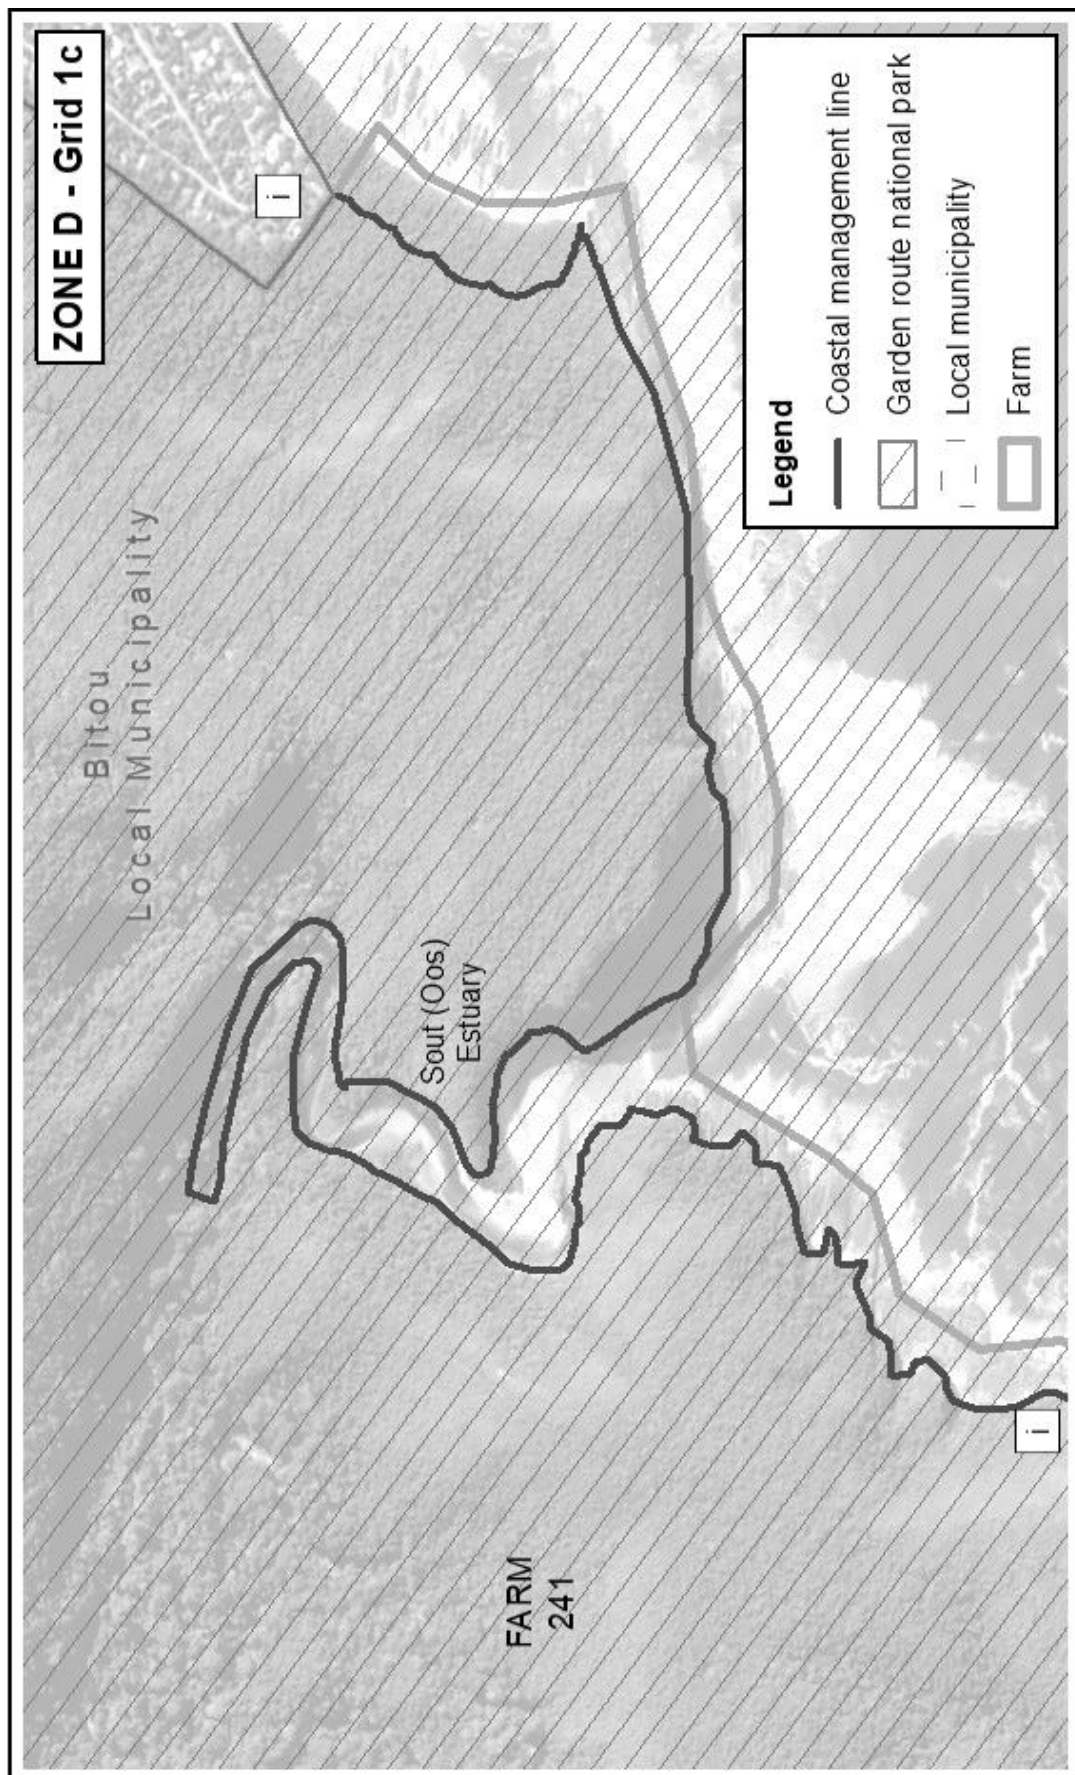 ZONE D - Grid 1c
i
Bitou
Local Municipality
Sout (Oos)
Estuary
FARM
241
i
Legend
Coastal management line
Garden route national park
Local municipality
Farm